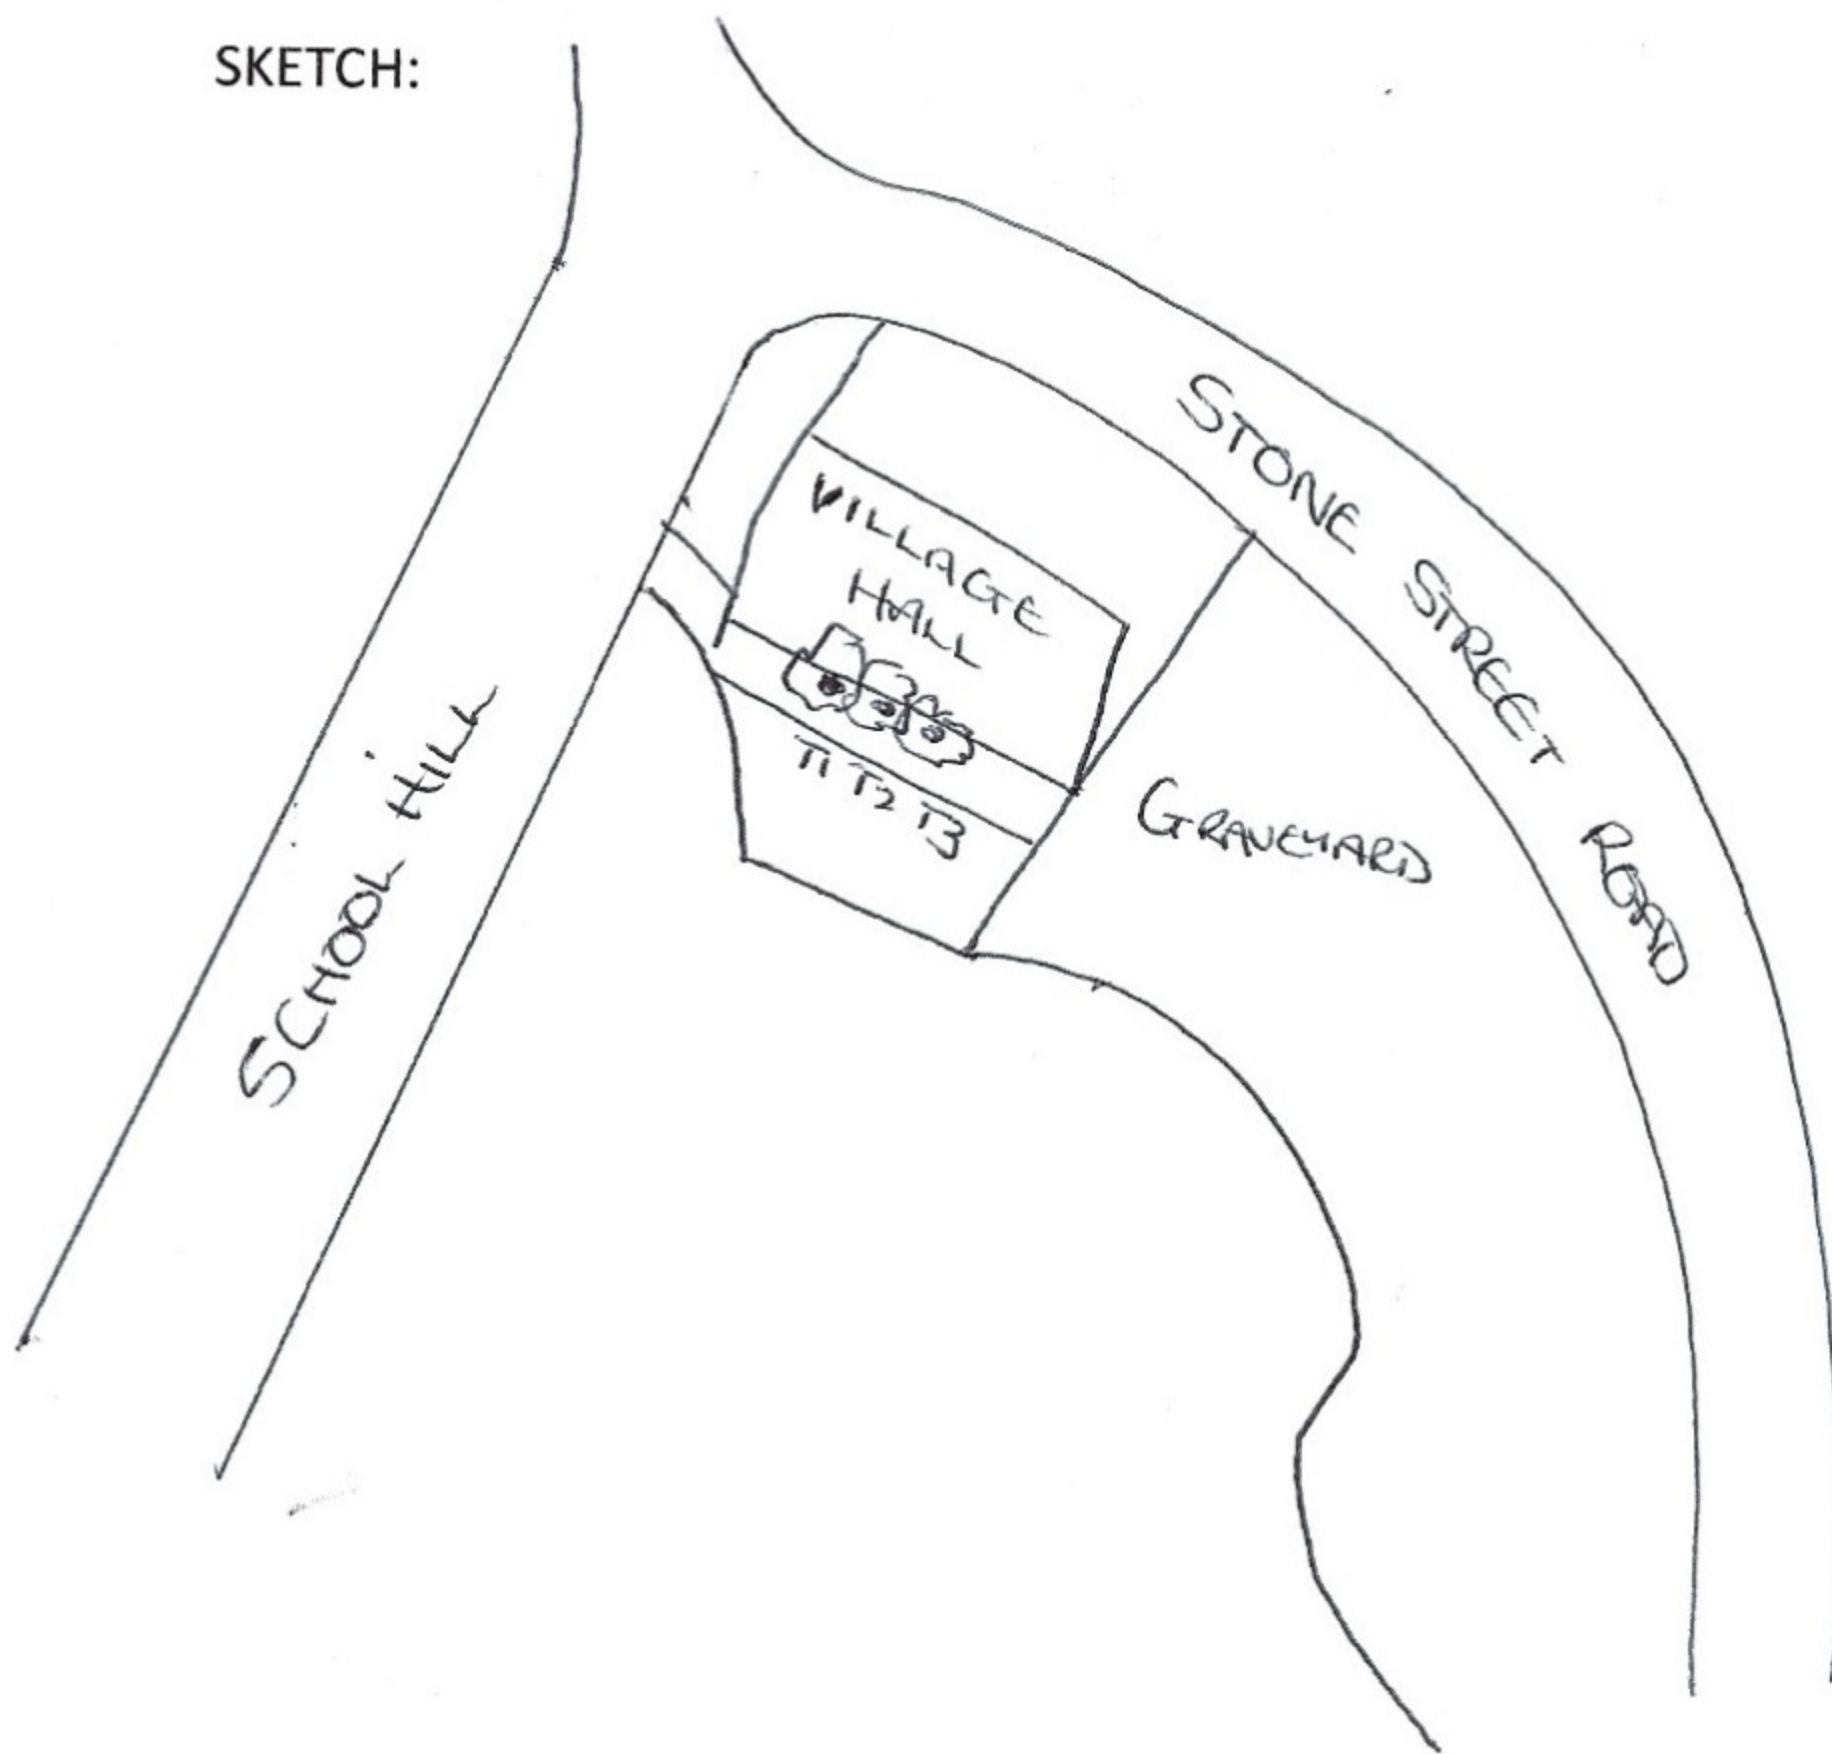 SKETCH:
STONE STREET ROAD
VILLAGE
HALL
T1 T2 T3
GRAVEYARD
SCHOOL HILL